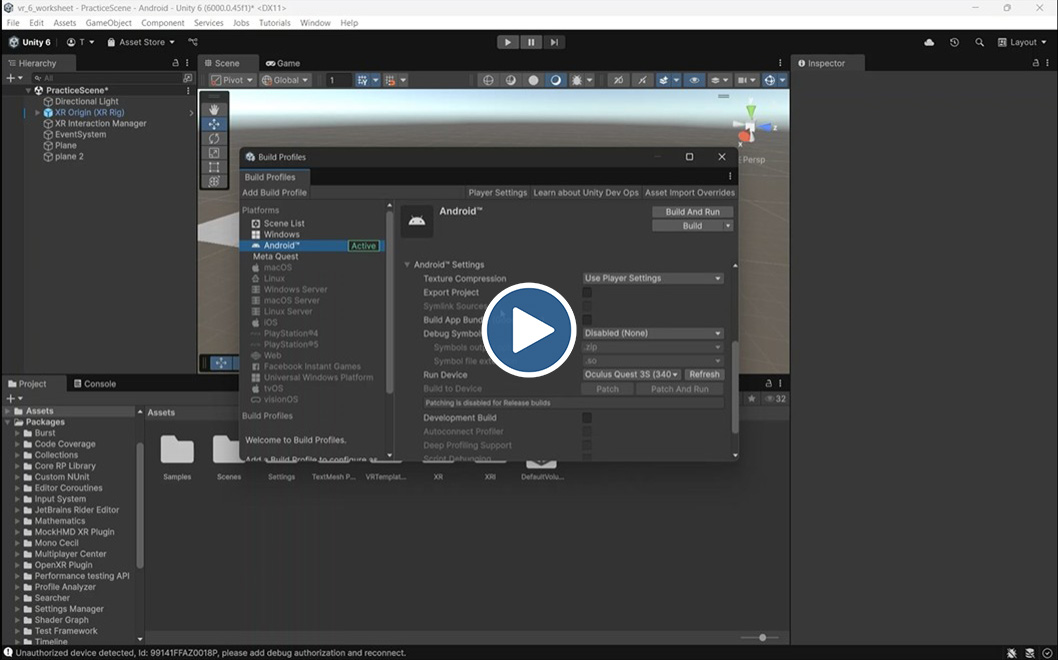 vr_6_worksheet - PracticeScene - Android - Unity 6 (6000.0.45f1)* <DX11>
File Edit Assets GameObject Component Services Jobs Tutorials Window Help
Unity 6 T Asset Store Layout
Hierarchy
All
PracticeScene*
Directional Light
XR Origin (XR Rig)
XR Interaction Manager
EventSystem
Plane
plane 2
Scene Game
Pivot Global 1
z
x
Persp
Inspector
Build Profiles
Build Profiles
Add Build Profile Player Settings Learn about Unity Dev Ops Asset Import Overrides
Platforms
Scene List
Windows
Android™ Active
Meta Quest
macOS
Linux
Windows Server
macOS Server
Linux Server
iOS
PlayStation®4
PlayStation®5
Web
Facebook Instant Games
Universal Windows Platform
tvOS
visionOS
Build Profiles
Welcome to Build Profiles.
Add a Build Profile to configure as
Android™
Build And Run
Build
Android™ Settings
Texture Compression Use Player Settings
Export Project
Symlink Sources
Build App
Debug Disabled (None)
Symbols .zip
Symbol file .so
Run Device Oculus Quest 3S (340 Refresh
Build to Device Patch Patch And Run
Patching is disabled for Release builds
Development Build
Autoconnect Profiler
Deep Profiling Support
Script Debugging
Project Console
32
Assets
Packages
Burst
Code Coverage
Collections
Core RP Library
Custom NUnit
Editor Coroutines
Input System
JetBrains Rider Editor
Mathematics
MockHMD XR Plugin
Mono Cecil
Multiplayer Center
OpenXR Plugin
Performance testing API
Profile Analyzer
Searcher
Settings Manager
Shader Graph
Test Framework
Timeline
Assets
Samples Scenes Settings TextMesh P... VRTemplat... XR XRI DefaultVolu...
Unauthorized device detected, Id: 99141FFAZ0018P, please add debug authorization and reconnect.